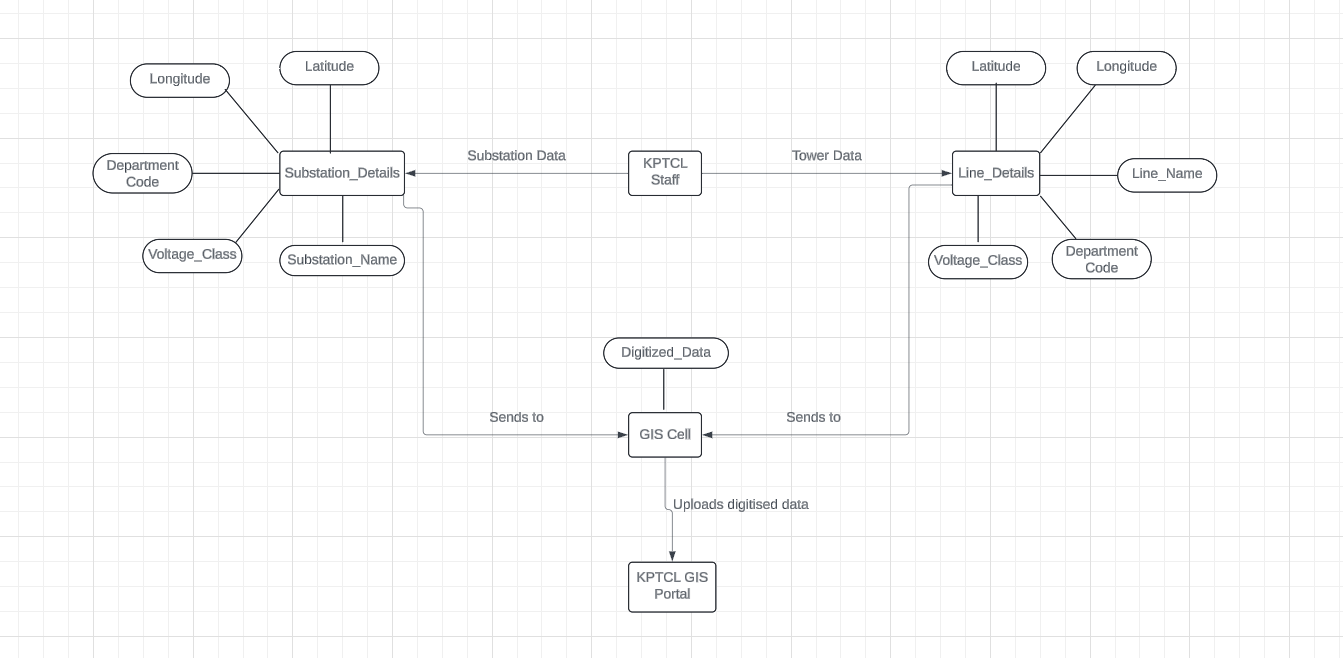 Latitude
Longitude
Latitude
Longitude
Substation Data
Tower Data
KPTCL
Staff
Department
Code
Substation_Details
Line_Details
Line_Name
Voltage_Class
Substation_Name
Voltage_Class
Department
Code
Digitized_Data
Sends to
Sends to
GIS Cell
Uploads digitised data
KPTCL GIS
Portal